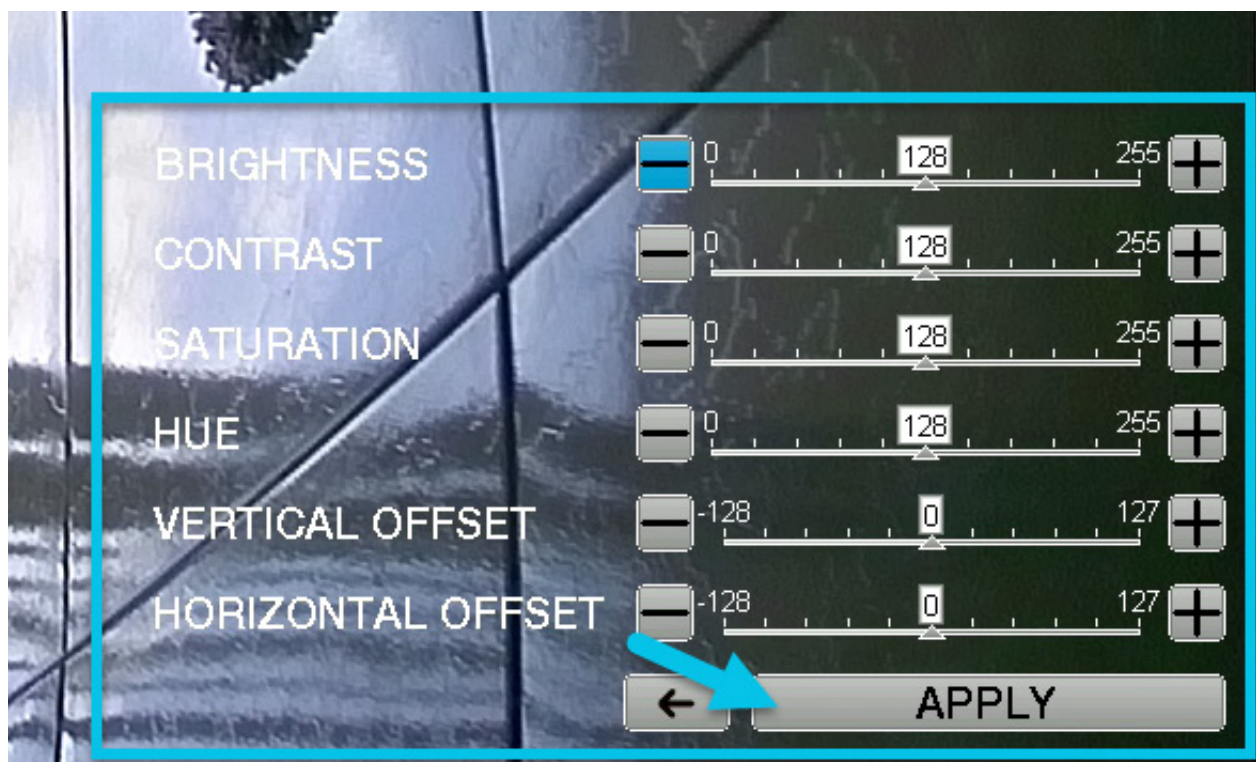 BRIGHTNESS 0 128 255
CONTRAST 0 128 255
SATURATION 0 128 255
HUE 0 128 255
VERTICAL OFFSET -128 0 127
HORIZONTAL OFFSET -128 0 127
APPLY